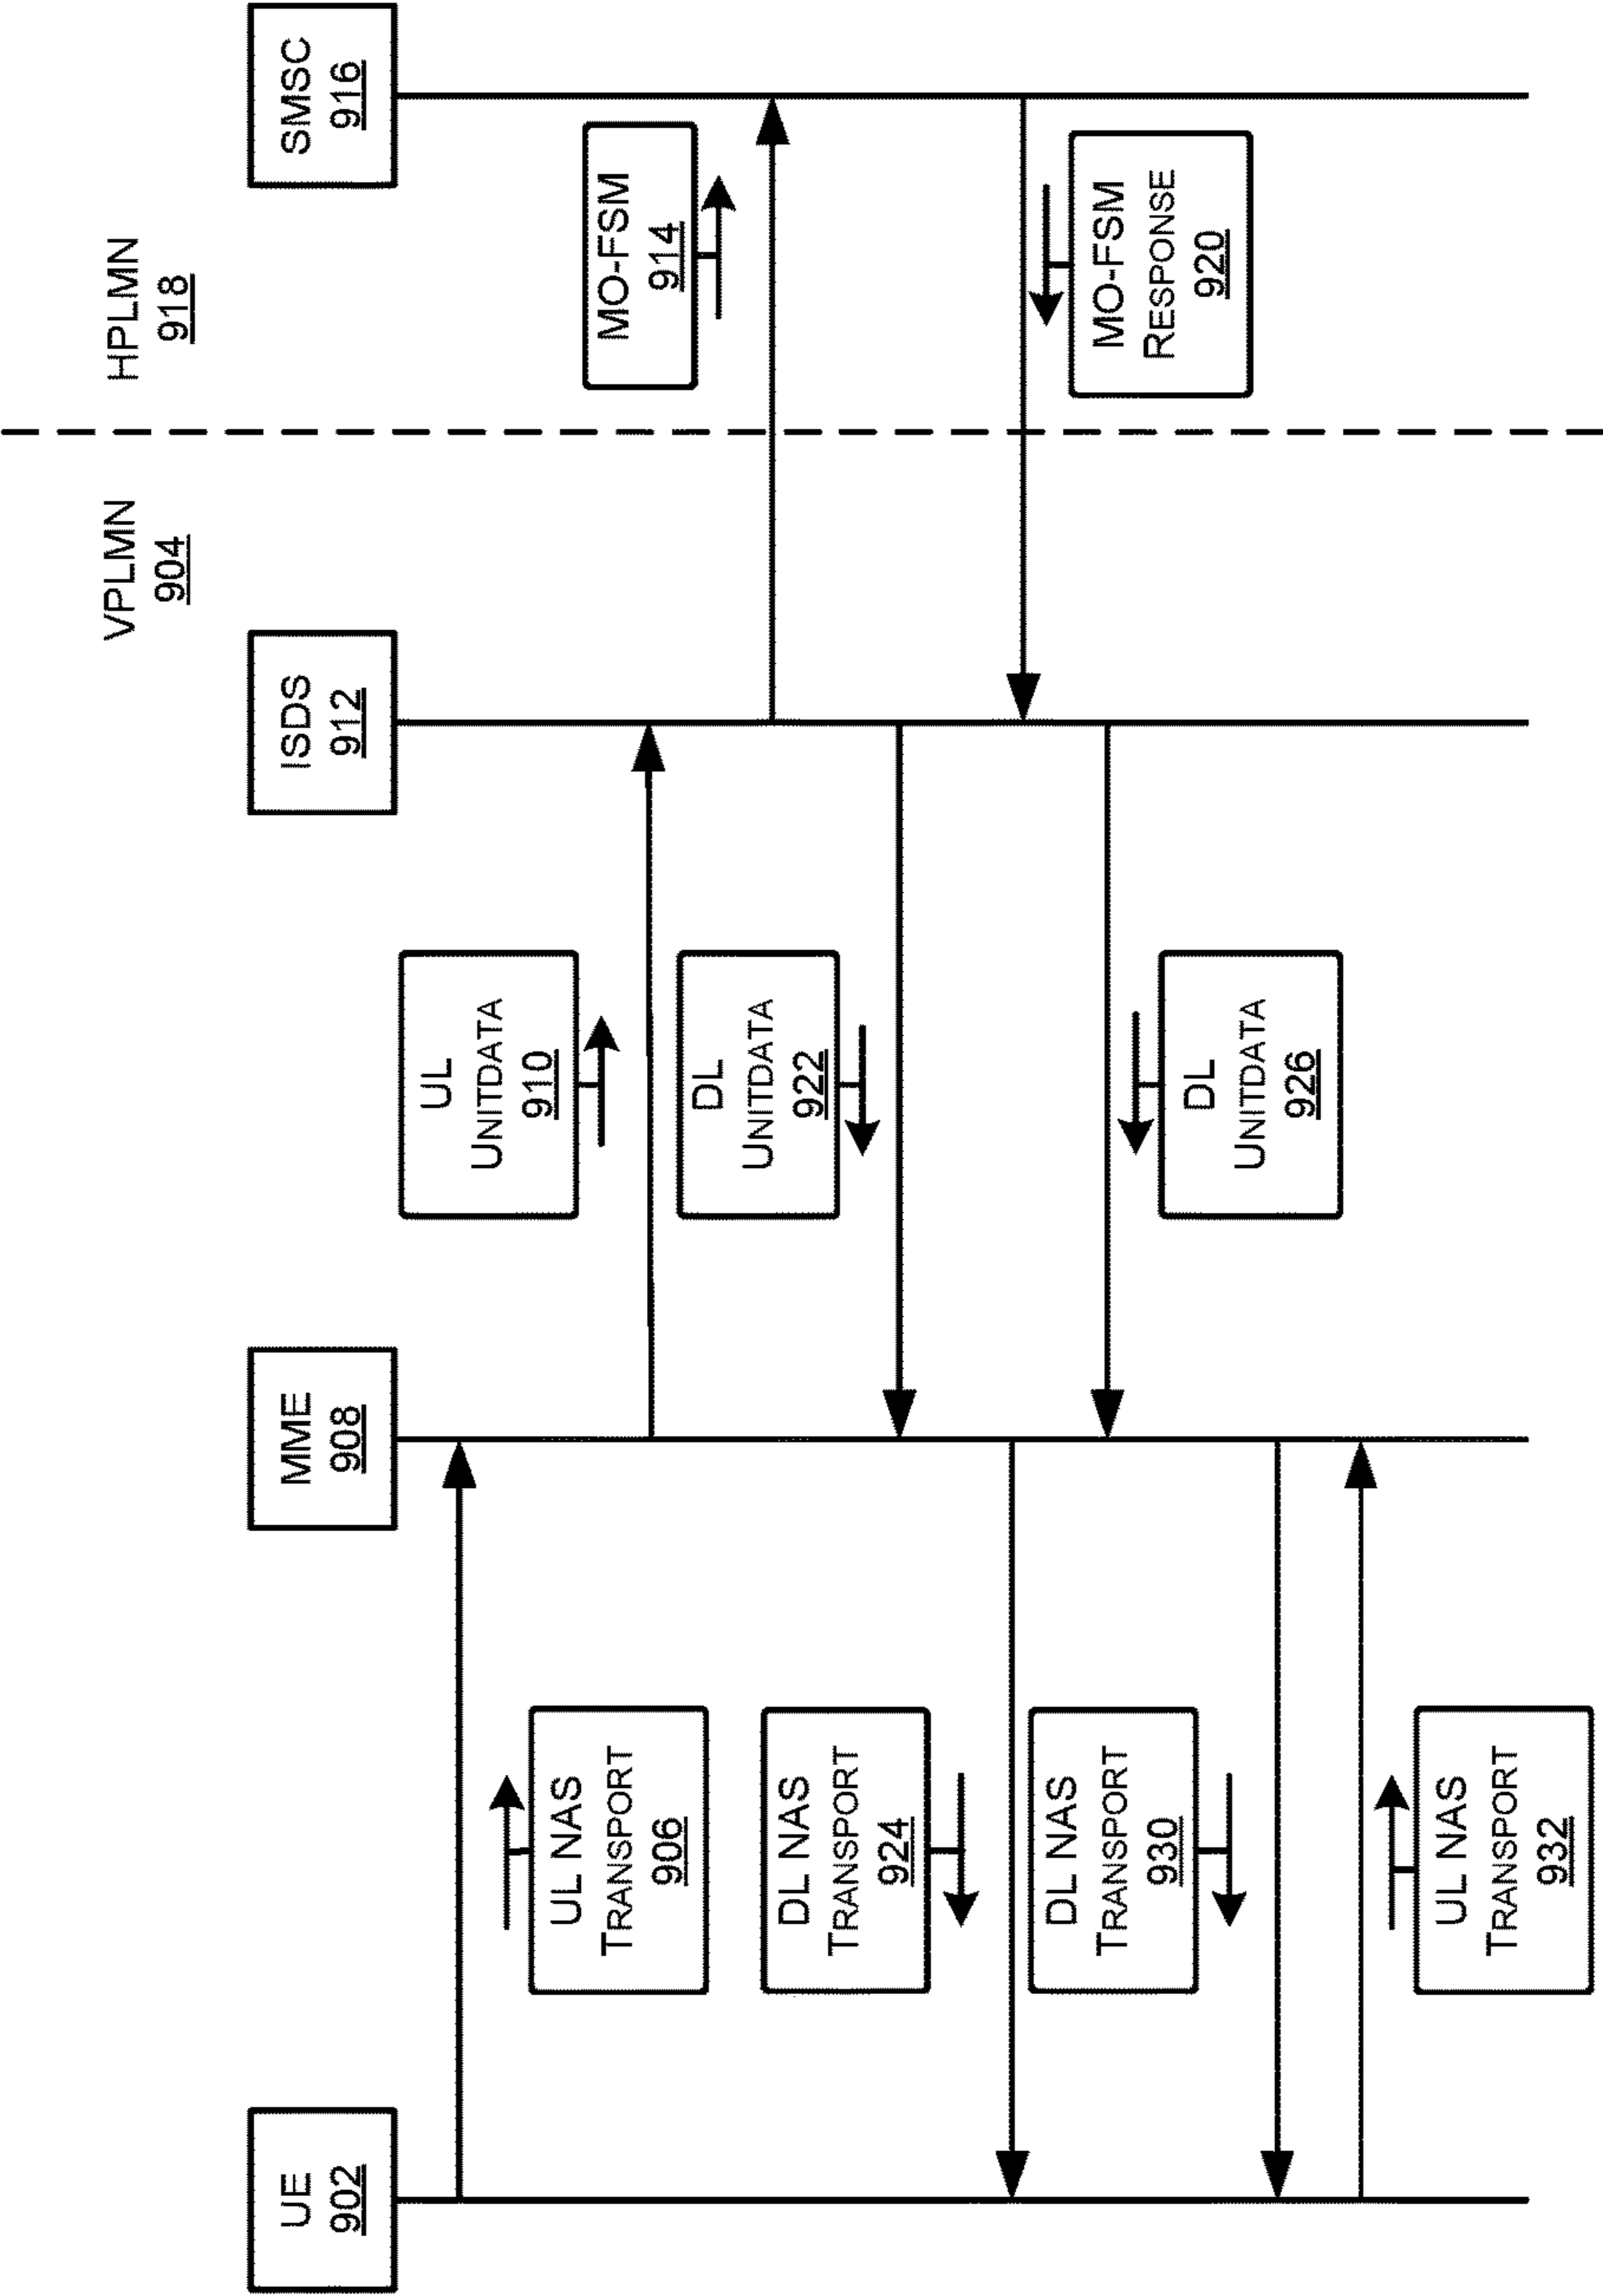 VPLMN
904
HPLMN
918
UE
902
MME
908
ISDS
912
SMSC
916
UL NAS
TRANSPORT
906
UL
UNITDATA
910
MO-FSM
914
DL
UNITDATA
922
DL NAS
TRANSPORT
924
MO-FSM
RESPONSE
920
DL
UNITDATA
926
DL NAS
TRANSPORT
930
UL NAS
TRANSPORT
932